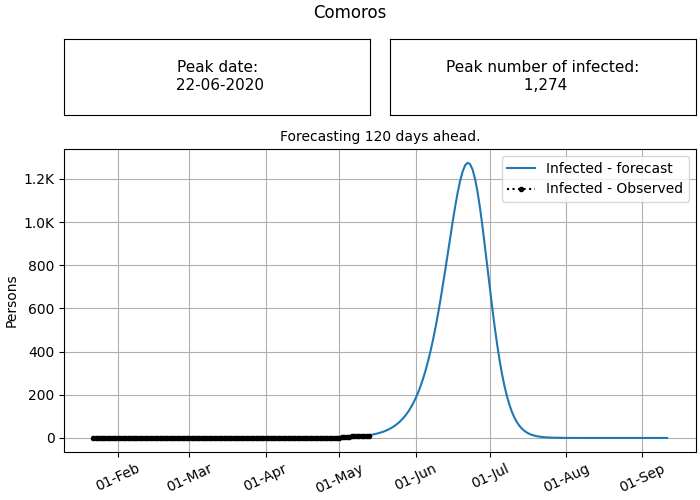 Comoros
Peak date:
22-06-2020
Peak number of infected:
1,274
Forecasting 120 days ahead.
Infected - forecast
Infected - Observed
Persons
1.2K
1.0K
800
600
400
200
0
01-Feb
01-Mar
01-Apr
01-May
01-Jun
01-Jul
01-Aug
01-Sep